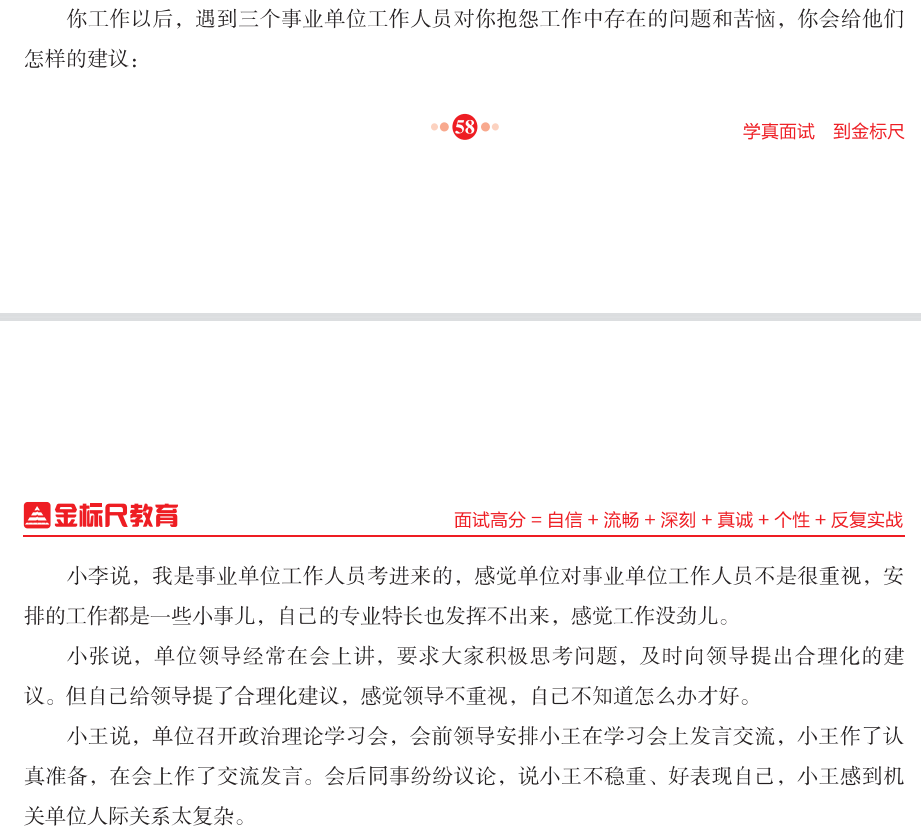 你工作以后，遇到三个事业单位工作人员对你抱怨工作中存在的问题和苦恼，你会给他们
怎样的建议：
58
学真面试 到金标尺
金标尺教育
面试高分 = 自信 + 流畅 + 深刻 + 真诚 + 个性 + 反复实战
小李说，我是事业单位工作人员考进来的，感觉单位对事业单位工作人员不是很重视，安
排的工作都是一些小事儿，自己的专业特长也发挥不出来，感觉工作没劲儿。
小张说，单位领导经常在会上讲，要求大家积极思考问题，及时向领导提出合理化的建
议。但自己给领导提了合理化建议，感觉领导不重视，自己不知道怎么办才好。
小王说，单位召开政治理论学习会，会前领导安排小王在学习会上发言交流，小王作了认
真准备，在会上作了交流发言。会后同事纷纷议论，说小王不稳重、好表现自己，小王感到机
关单位人际关系太复杂。